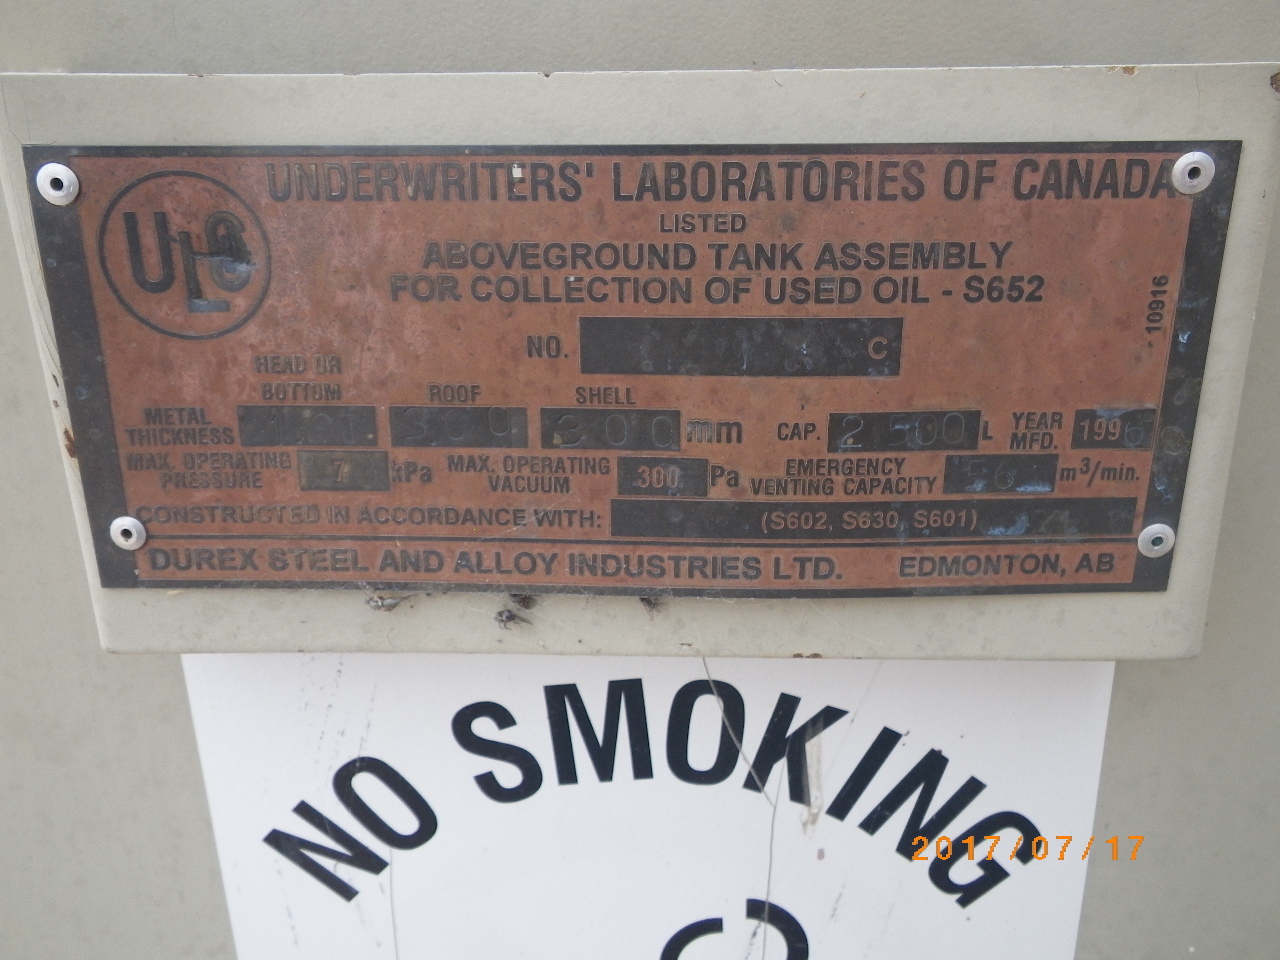 ULC
UNDERWRITERS' LABORATORIES OF CANADA
LISTED
ABOVEGROUND TANK ASSEMBLY
FOR COLLECTION OF USED OIL - S652
10916
NO. C
HEAD OR BOTTOM ROOF SHELL
METAL THICKNESS 300 300 mm CAP. 2 500 L YEAR MFD. 1996
MAX. OPERATING PRESSURE 7 kPa MAX. OPERATING VACUUM 300 Pa EMERGENCY VENTING CAPACITY m³/min.
CONSTRUCTED IN ACCORDANCE WITH: (S602, S630, S601)
DUREX STEEL AND ALLOY INDUSTRIES LTD. EDMONTON, AB
NO SMOKING
2017/07/17